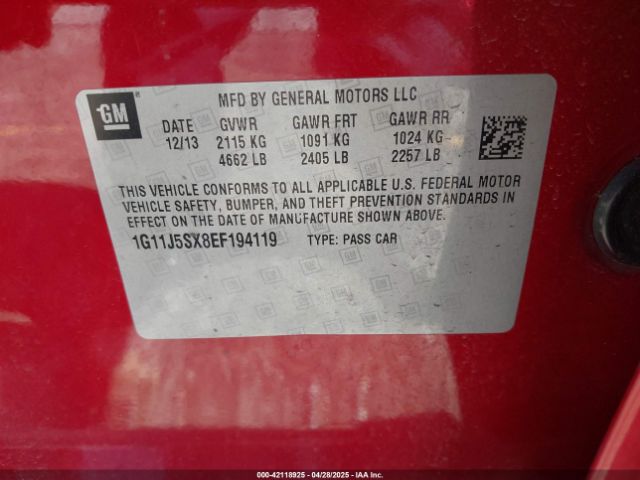 GM
MFD BY GENERAL MOTORS LLC
DATE GVWR GAWR FRT GAWR RR
12/13 2115 KG 1091 KG 1024 KG
4662 LB 2405 LB 2257 LB
THIS VEHICLE CONFORMS TO ALL APPLICABLE U.S. FEDERAL MOTOR
VEHICLE SAFETY, BUMPER, AND THEFT PREVENTION STANDARDS IN
EFFECT ON THE DATE OF MANUFACTURE SHOWN ABOVE.
1G11J5SX8EF194119 TYPE: PASS CAR
000-42118925 - 04/28/2025 - IAAI.COM